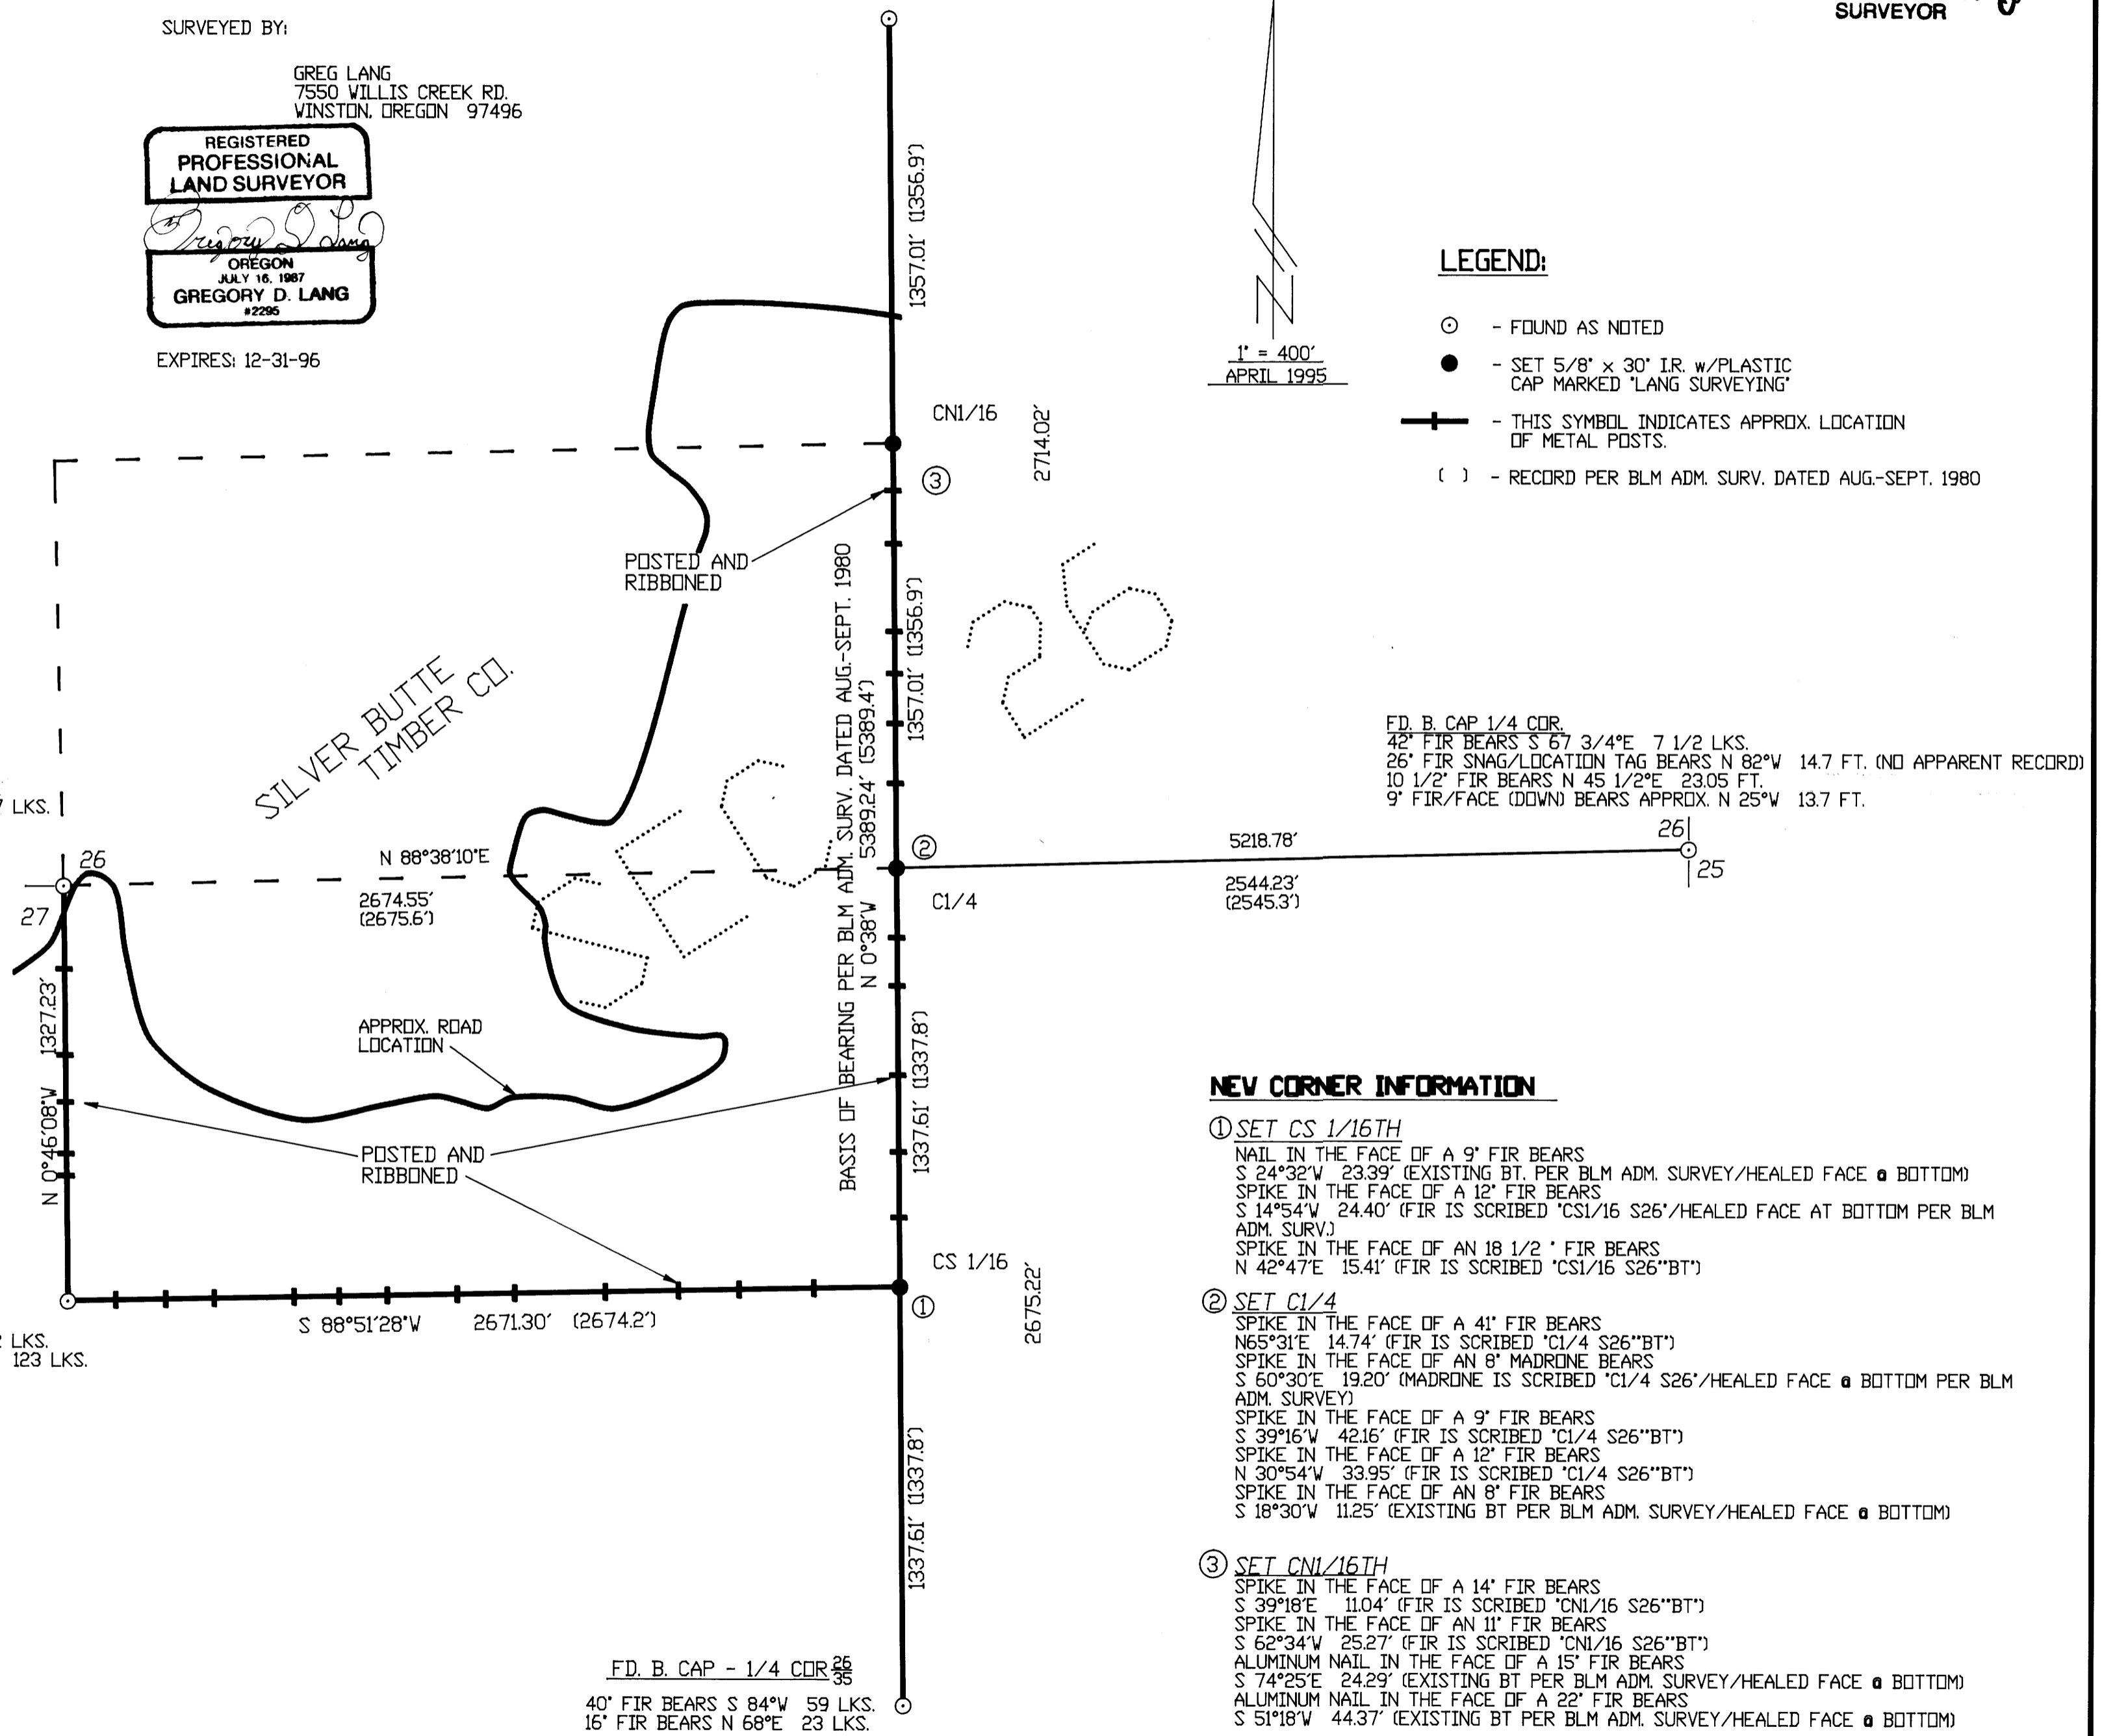 SURVEYOR
SURVEYED BY:
GREG LANG
7550 WILLIS CREEK RD.
WINSTON, OREGON 97496
REGISTERED
PROFESSIONAL
LAND SURVEYOR
Gregory D Lang
OREGON
JULY 16, 1987
GREGORY D. LANG
#2295
EXPIRES: 12-31-96
1357.01' (1356.9')
N
1" = 400'
APRIL 1995
LEGEND:
- FOUND AS NOTED
- SET 5/8" x 30" I.R. w/PLASTIC
CAP MARKED "LANG SURVEYING"
- THIS SYMBOL INDICATES APPROX. LOCATION
OF METAL POSTS.
( ) - RECORD PER BLM ADM. SURV. DATED AUG.-SEPT. 1980
CN1/16
2714.02'
3
POSTED AND
RIBBONED
BASIS OF BEARING PER BLM ADM. SURV. DATED AUG.-SEPT. 1980
N 0°38'W 5389.24' (5389.4')
1357.01' (1356.9')
SEC 26
SILVER BUTTE
TIMBER CO.
LKS.
FD. B. CAP 1/4 COR.
42" FIR BEARS S 67 3/4°E 7 1/2 LKS.
26" FIR SNAG/LOCATION TAG BEARS N 82°W 14.7 FT. (NO APPARENT RECORD)
10 1/2" FIR BEARS N 45 1/2°E 23.05 FT.
9" FIR/FACE (DOWN) BEARS APPROX. N 25°W 13.7 FT.
26
27
N 88°38'10"E
2674.55'
(2675.6')
2
C1/4
5218.78'
2544.23'
(2545.3')
26
25
N 0°46'08"W 1327.23'
APPROX. ROAD
LOCATION
1337.61' (1337.8')
POSTED AND
RIBBONED
CS 1/16
1
2675.22'
S 88°51'28"W 2671.30' (2674.2')
LKS.
123 LKS.
1337.61' (1337.8')
FD. B. CAP - 1/4 COR 26
35
40" FIR BEARS S 84°W 59 LKS.
16" FIR BEARS N 68°E 23 LKS.
NEW CORNER INFORMATION
1 SET CS 1/16TH
NAIL IN THE FACE OF A 9" FIR BEARS
S 24°32'W 23.39' (EXISTING BT. PER BLM ADM. SURVEY/HEALED FACE @ BOTTOM)
SPIKE IN THE FACE OF A 12" FIR BEARS
S 14°54'W 24.40' (FIR IS SCRIBED "CS1/16 S26"/HEALED FACE AT BOTTOM PER BLM
ADM. SURV.)
SPIKE IN THE FACE OF AN 18 1/2 " FIR BEARS
N 42°47'E 15.41' (FIR IS SCRIBED "CS1/16 S26""BT")
2 SET C1/4
SPIKE IN THE FACE OF A 41" FIR BEARS
N65°31'E 14.74' (FIR IS SCRIBED "C1/4 S26""BT")
SPIKE IN THE FACE OF AN 8" MADRONE BEARS
S 60°30'E 19.20' (MADRONE IS SCRIBED "C1/4 S26"/HEALED FACE @ BOTTOM PER BLM
ADM. SURVEY)
SPIKE IN THE FACE OF A 9" FIR BEARS
S 39°16'W 42.16' (FIR IS SCRIBED "C1/4 S26""BT")
SPIKE IN THE FACE OF A 12" FIR BEARS
N 30°54'W 33.95' (FIR IS SCRIBED "C1/4 S26""BT")
SPIKE IN THE FACE OF AN 8" FIR BEARS
S 18°30'W 11.25' (EXISTING BT PER BLM ADM. SURVEY/HEALED FACE @ BOTTOM)
3 SET CN1/16TH
SPIKE IN THE FACE OF A 14" FIR BEARS
S 39°18'E 11.04' (FIR IS SCRIBED "CN1/16 S26""BT")
SPIKE IN THE FACE OF AN 11" FIR BEARS
S 62°34'W 25.27' (FIR IS SCRIBED "CN1/16 S26""BT")
ALUMINUM NAIL IN THE FACE OF A 15" FIR BEARS
S 74°25'E 24.29' (EXISTING BT PER BLM ADM. SURVEY/HEALED FACE @ BOTTOM)
ALUMINUM NAIL IN THE FACE OF A 22" FIR BEARS
S 51°18'W 44.37' (EXISTING BT PER BLM ADM. SURVEY/HEALED FACE @ BOTTOM)